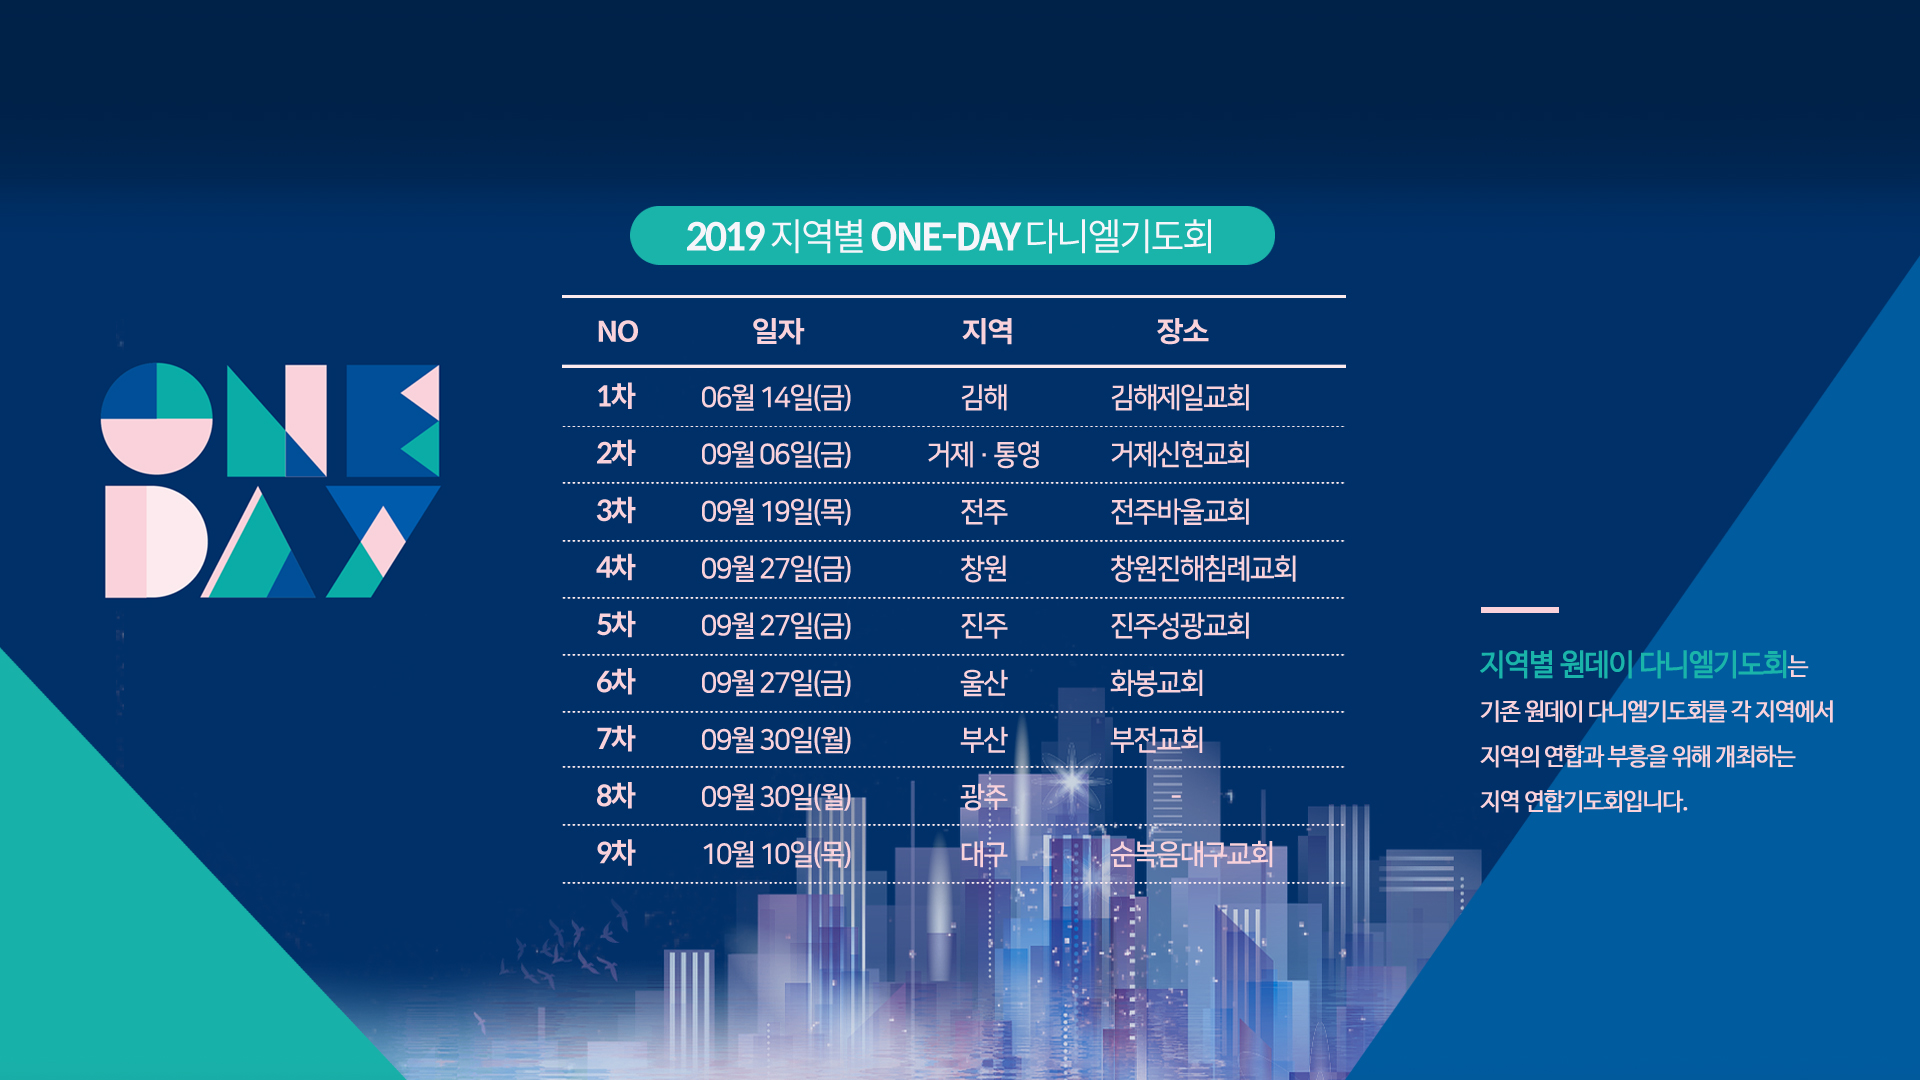 ONE
DAY
2019 지역별 ONE-DAY 다니엘기도회
NO 일자 지역 장소
1차 06월 14일(금) 김해 김해제일교회
2차 09월 06일(금) 거제 · 통영 거제신현교회
3차 09월 19일(목) 전주 전주바울교회
4차 09월 27일(금) 창원 창원진해침례교회
5차 09월 27일(금) 진주 진주성광교회
6차 09월 27일(금) 울산 화봉교회
7차 09월 30일(월) 부산 부전교회
8차 09월 30일(월) 광주 -
9차 10월 10일(목) 대구 순복음대구교회
지역별 원데이 다니엘기도회는
기존 원데이 다니엘기도회를 각 지역에서
지역의 연합과 부흥을 위해 개최하는
지역 연합기도회입니다.